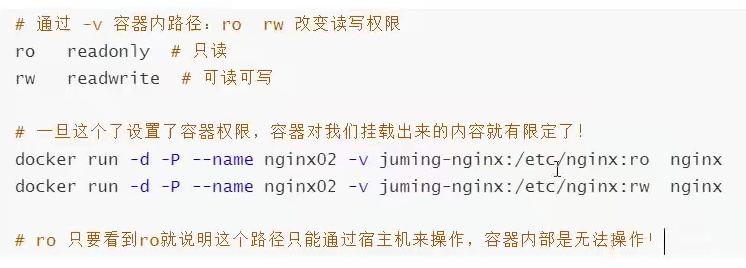 # 通过 -v 容器内路径：ro rw 改变读写权限
ro readonly # 只读
rw readwrite # 可读可写
# 一旦这个了设置了容器权限，容器对我们挂载出来的内容就有限定了！
docker run -d -P --name nginx02 -v juming-nginx:/etc/nginx:ro nginx
docker run -d -P --name nginx02 -v juming-nginx:/etc/nginx:rw nginx
# ro 只要看到ro就说明这个路径只能通过宿主机来操作，容器内部是无法操作！